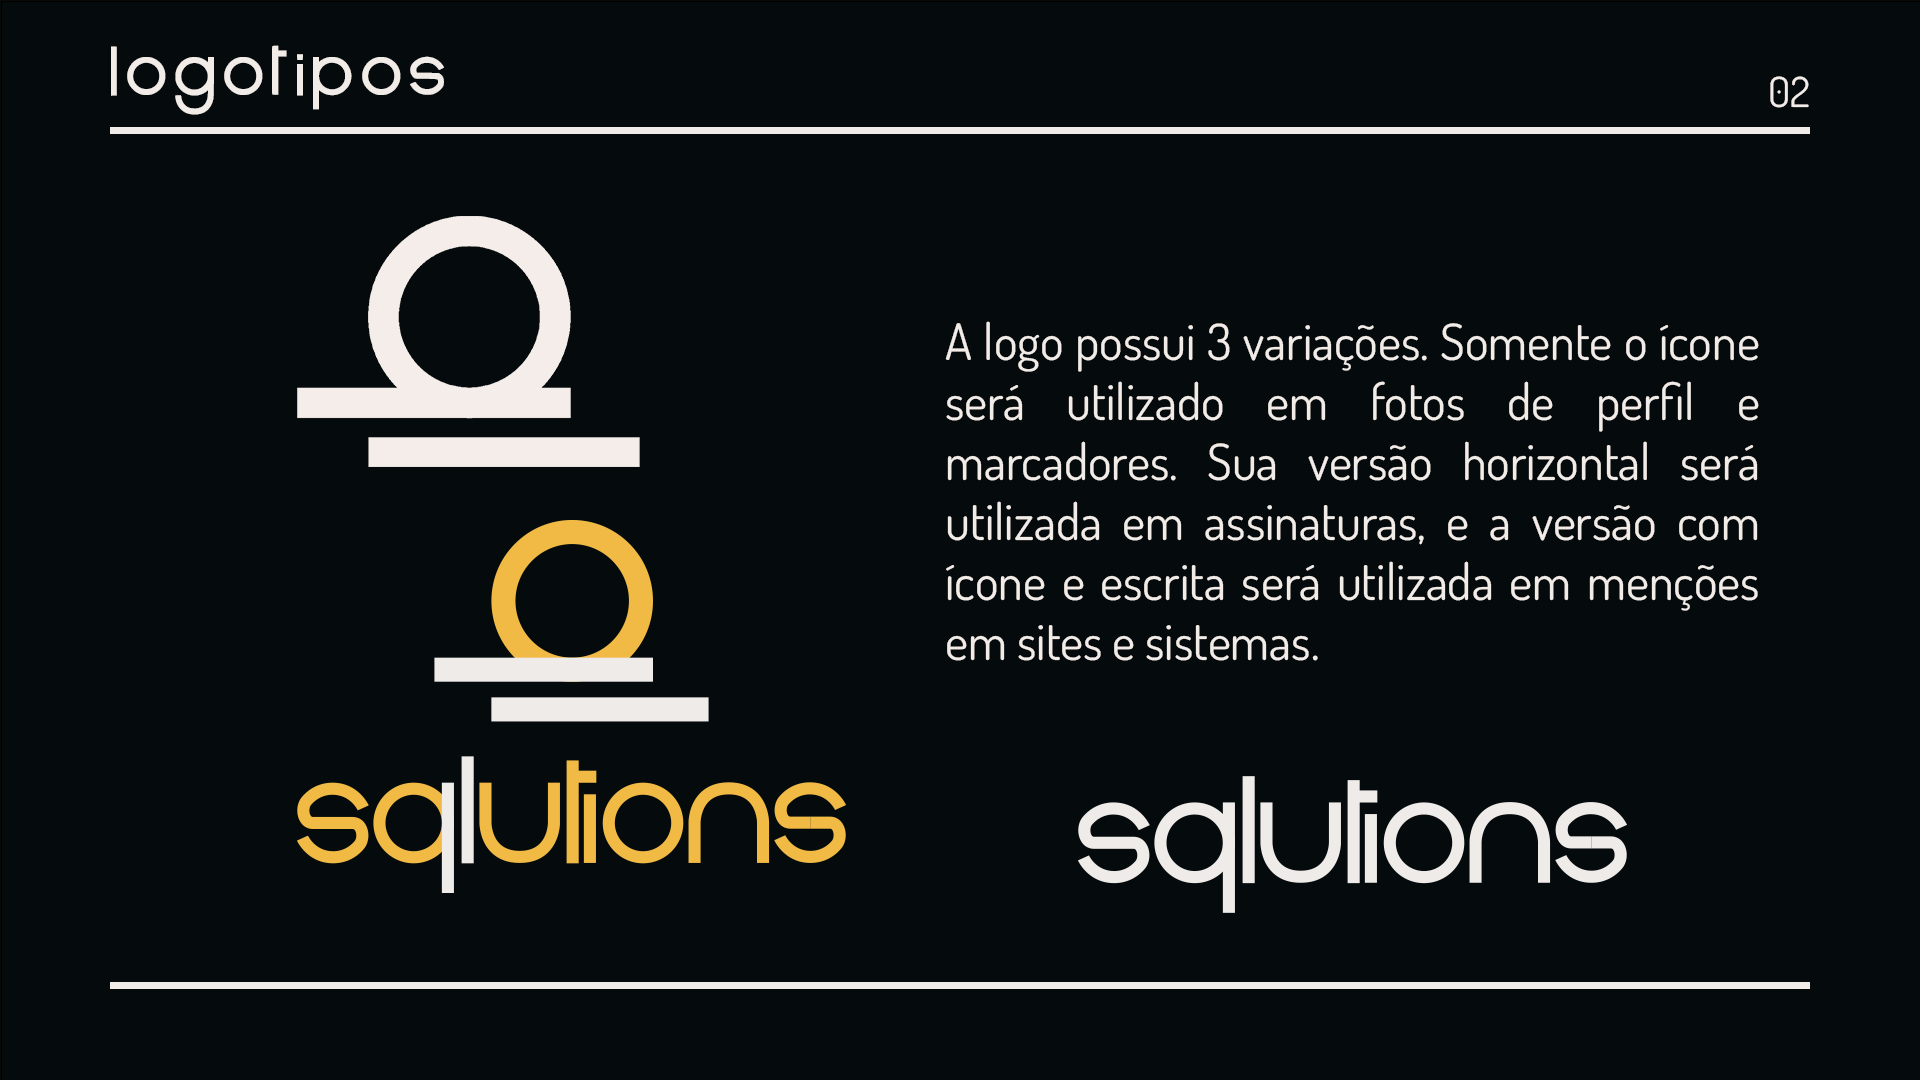 logotipos
02
A logo possui 3 variações. Somente o ícone
será utilizado em fotos de perfil e
marcadores. Sua versão horizontal será
utilizada em assinaturas, e a versão com
ícone e escrita será utilizada em menções
em sites e sistemas.
sqlutions
sqlutions